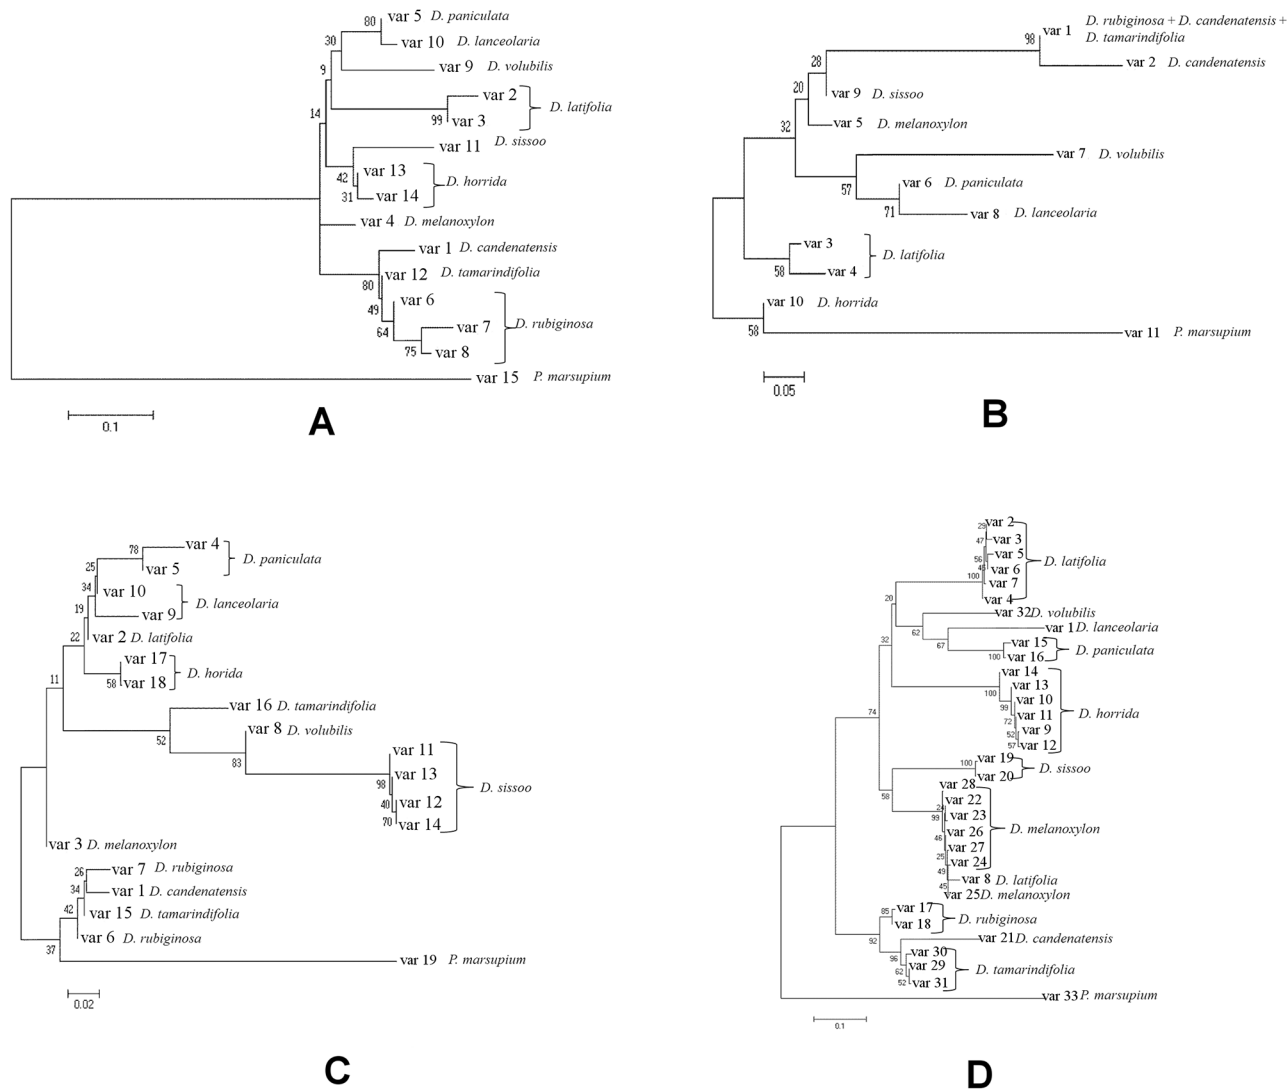 80 var 5 D. paniculata
30 var 10 D. lanceolaria
9 var 9 D. volubilis
var 2
D. latifolia
14 99 var 3
var 11 D. sissoo
42 var 13
D. horrida
31 var 14
var 4 D. melanoxylon
var 1 D. candenatensis
80 var 12 D. tamarindifolia
49 var 6
D. rubiginosa
64 var 7
75 var 8
var 15 P. marsupium
0.1
A
D. rubiginosa + D. candenatensis +
98 var 1 D. tamarindifolia
28 var 2 D. candenatensis
20 var 9 D. sissoo
32 var 5 D. melanoxylon
var 7 D. volubilis
57 var 6 D. paniculata
71 var 8 D. lanceolaria
var 3
D. latifolia
58 var 4
var 10 D. horrida
58 var 11 P. marsupium
0.05
B
78 var 4
D. paniculata
25 var 5
34 var 10
D. lanceolaria
19 var 9
22 var 2 D. latifolia
var 17
D. horida
11 58 var 18
var 16 D. tamarindifolia
52 var 8 D. volubilis
83 var 11
98 var 13
D. sissoo
40 var 12
70 var 14
var 3 D. melanoxylon
26 var 7 D. rubiginosa
34 var 1 D. candenatensis
42 var 15 D. tamarindifolia
var 6 D. rubiginosa
37 var 19 P. marsupium
0.02
C
29 var 2
47 var 3
56 var 5
D. latifolia
var 6
100 var 7
var 4
20 var 32 D. volubilis
62 var 1 D. lanceolaria
32 67 var 15
D. paniculata
100 var 16
var 14
100 var 13
99 var 10
72 var 11
D. horrida
52 var 9
57 var 12
74 100 var 19
D. sissoo
var 20
58 var 28
24 var 22
99 var 23
46 var 26
D. melanoxylon
var 27
25 var 24
49 var 8 D. latifolia
45 var 25 D. melanoxylon
85 var 17
D. rubiginosa
var 18
92 var 21 D. candenatensis
96 var 30
62 var 29
D. tamarindifolia
52 var 31
var 33 P. marsupium
0.1
D